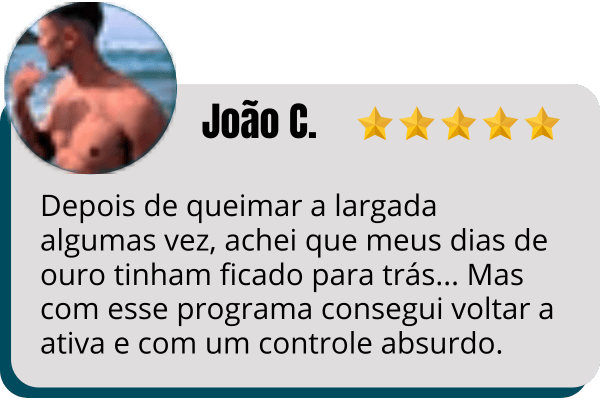 João C.
Depois de queimar a largada
algumas vez, achei que meus dias de
ouro tinham ficado para trás... Mas
com esse programa consegui voltar a
ativa e com um controle absurdo.